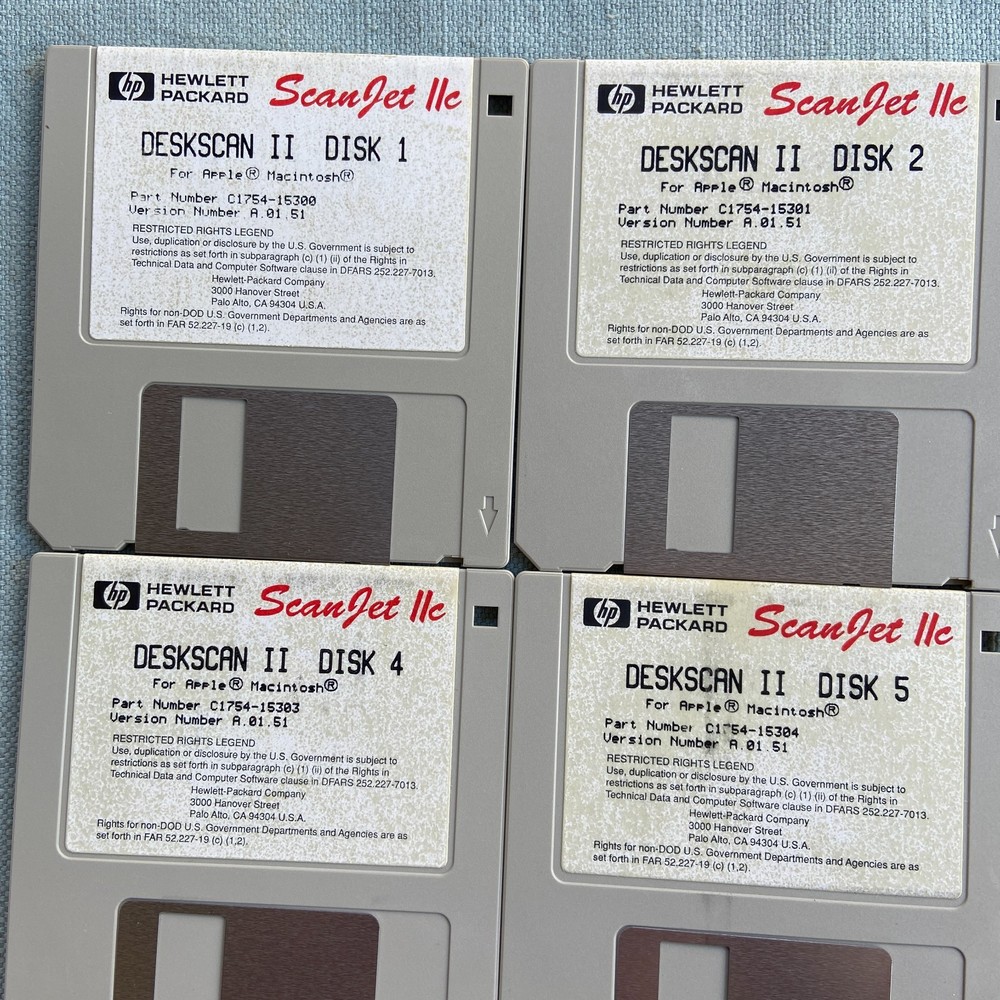 hp HEWLETT
PACKARD
ScanJet IIc
DESKSCAN II DISK 1
For Apple® Macintosh®
Part Number C1754-15300
Version Number A.01.51
RESTRICTED RIGHTS LEGEND
Use, duplication or disclosure by the U.S. Government is subject to
restrictions as set forth in subparagraph (c) (1) (ii) of the Rights in
Technical Data and Computer Software clause in DFARS 252.227-7013.
Hewlett-Packard Company
3000 Hanover Street
Palo Alto, CA 94304 U.S.A.
Rights for non-DOD U.S. Government Departments and Agencies are as
set forth in FAR 52.227-19 (c) (1,2).
hp HEWLETT
PACKARD
ScanJet IIc
DESKSCAN II DISK 2
For Apple® Macintosh®
Part Number C1754-15301
Version Number A.01.51
RESTRICTED RIGHTS LEGEND
Use, duplication or disclosure by the U.S. Government is subject to
restrictions as set forth in subparagraph (c) (1) (ii) of the Rights in
Technical Data and Computer Software clause in DFARS 252.227-7013.
Hewlett-Packard Company
3000 Hanover Street
Palo Alto, CA 94304 U.S.A.
Rights for non-DOD U.S. Government Departments and Agencies are as
set forth in FAR 52.227-19 (c) (1,2).
hp HEWLETT
PACKARD
ScanJet IIc
DESKSCAN II DISK 4
For Apple® Macintosh®
Part Number C1754-15303
Version Number A.01.51
RESTRICTED RIGHTS LEGEND
Use, duplication or disclosure by the U.S. Government is subject to
restrictions as set forth in subparagraph (c) (1) (ii) of the Rights in
Technical Data and Computer Software clause in DFARS 252.227-7013.
Hewlett-Packard Company
3000 Hanover Street
Palo Alto, CA 94304 U.S.A.
Rights for non-DOD U.S. Government Departments and Agencies are as
set forth in FAR 52.227-19 (c) (1,2).
hp HEWLETT
PACKARD
ScanJet IIc
DESKSCAN II DISK 5
For Apple® Macintosh®
Part Number C1754-15304
Version Number A.01.51
RESTRICTED RIGHTS LEGEND
Use, duplication or disclosure by the U.S. Government is subject to
restrictions as set forth in subparagraph (c) (1) (ii) of the Rights in
Technical Data and Computer Software clause in DFARS 252.227-7013.
Hewlett-Packard Company
3000 Hanover Street
Palo Alto, CA 94304 U.S.A.
Rights for non-DOD U.S. Government Departments and Agencies are as
set forth in FAR 52.227-19 (c) (1,2).